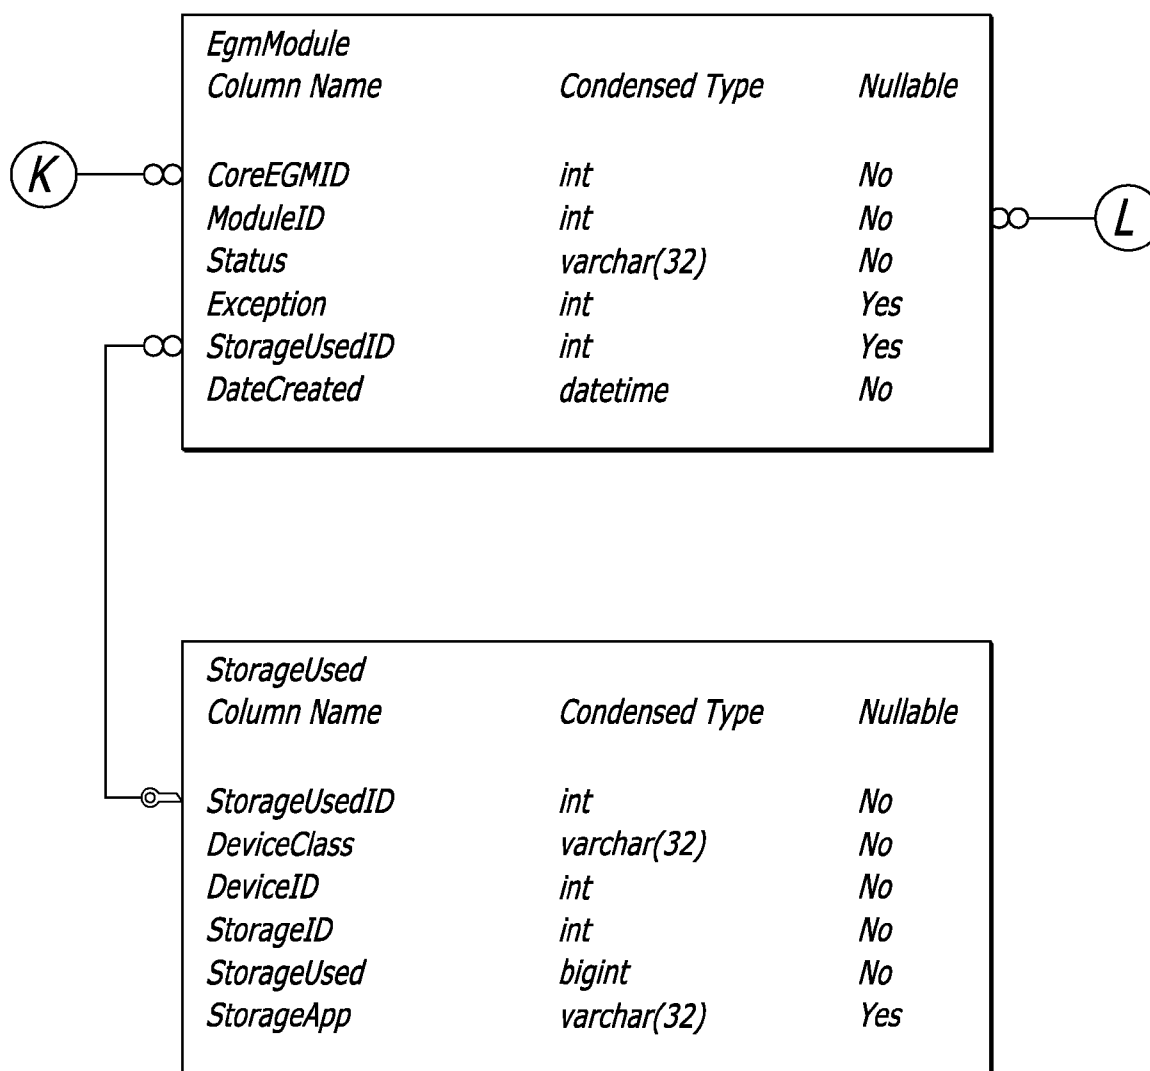 EgmModule
Column Name Condensed Type Nullable
K CoreEGMID int No
ModuleID int No L
Status varchar(32) No
Exception int Yes
StorageUsedID int Yes
DateCreated datetime No
StorageUsed
Column Name Condensed Type Nullable
StorageUsedID int No
DeviceClass varchar(32) No
DeviceID int No
StorageID int No
StorageUsed bigint No
StorageApp varchar(32) Yes